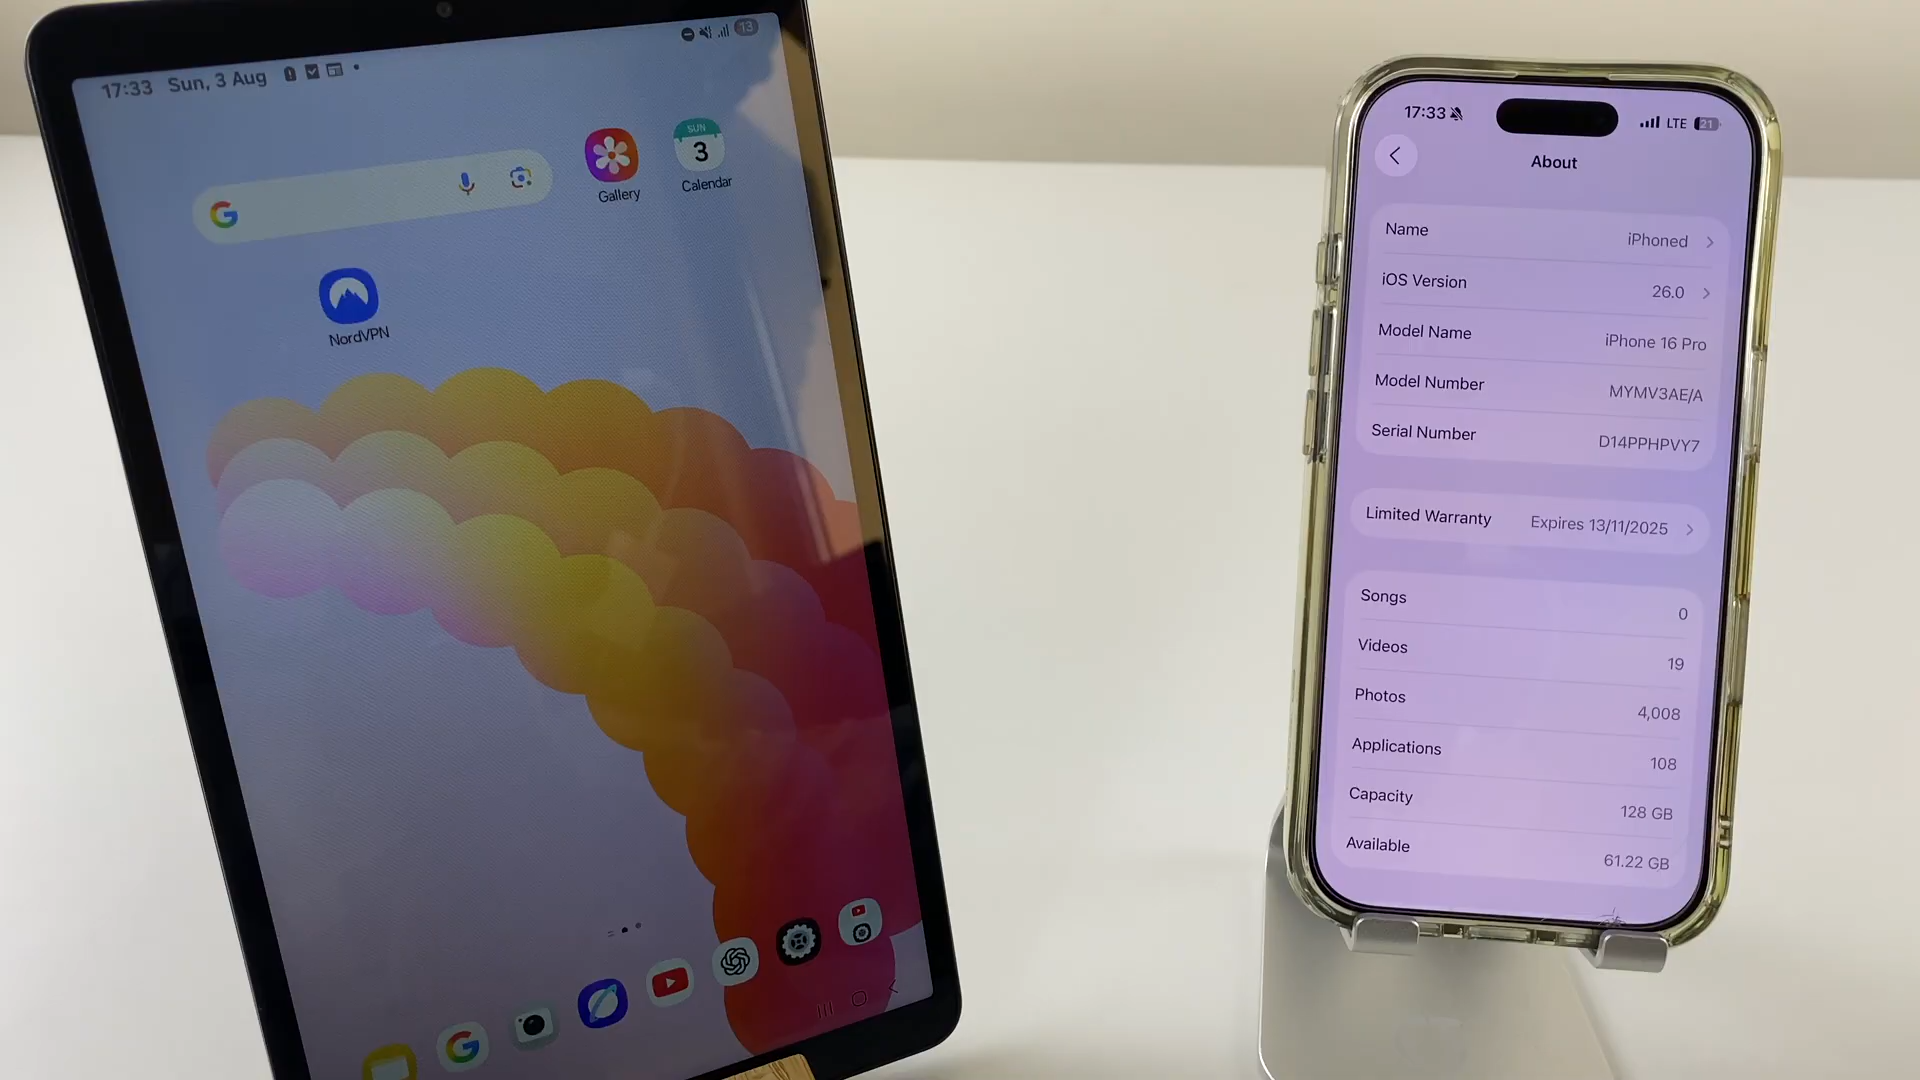 17:33 Sun, 3 Aug
13
Gallery
SUN
3
Calendar
NordVPN
17:33
LTE 21
About
Name iPhoned
iOS Version 26.0
Model Name iPhone 16 Pro
Model Number MYMV3AE/A
Serial Number D14PPHPVY7
Limited Warranty Expires 13/11/2025
Songs 0
Videos 19
Photos 4,008
Applications 108
Capacity 128 GB
Available 61.22 GB